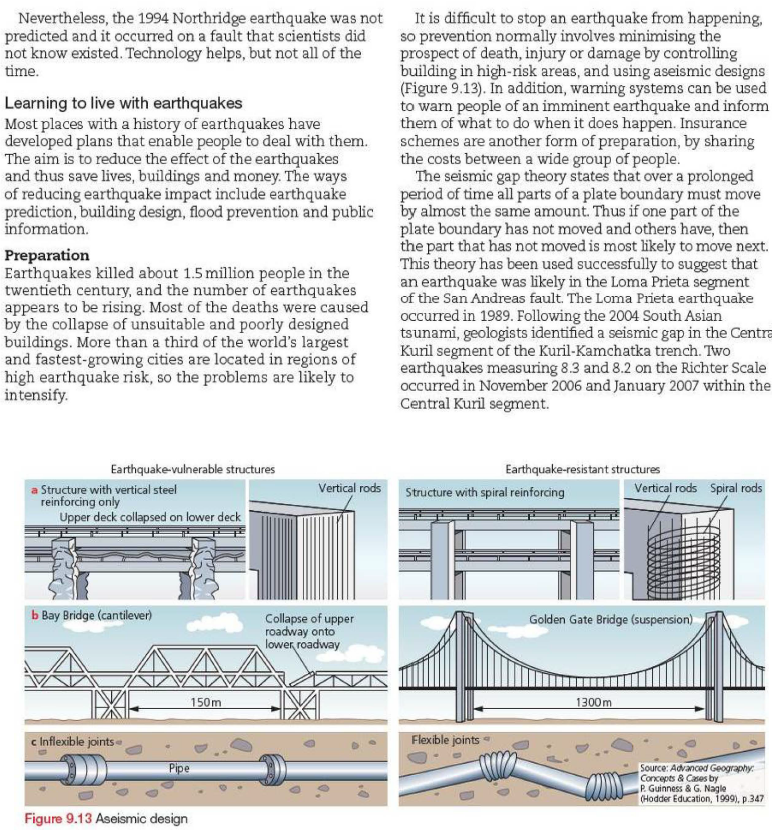 Nevertheless, the 1994 Northridge earthquake was not
predicted and it occurred on a fault that scientists did
not know existed. Technology helps, but not all of the
time.
Learning to live with earthquakes
Most places with a history of earthquakes have
developed plans that enable people to deal with them.
The aim is to reduce the effect of the earthquakes
and thus save lives, buildings and money. The ways
of reducing earthquake impact include earthquake
prediction, building design, flood prevention and public
information.
Preparation
Earthquakes killed about 1.5 million people in the
twentieth century, and the number of earthquakes
appears to be rising. Most of the deaths were caused
by the collapse of unsuitable and poorly designed
buildings. More than a third of the world's largest
and fastest-growing cities are located in regions of
high earthquake risk, so the problems are likely to
intensify.
It is difficult to stop an earthquake from happening,
so prevention normally involves minimising the
prospect of death, injury or damage by controlling
building in high-risk areas, and using aseismic designs
(Figure 9.13). In addition, warning systems can be used
to warn people of an imminent earthquake and inform
them of what to do when it does happen. Insurance
schemes are another form of preparation, by sharing
the costs between a wide group of people.
The seismic gap theory states that over a prolonged
period of time all parts of a plate boundary must move
by almost the same amount. Thus if one part of the
plate boundary has not moved and others have, then
the part that has not moved is most likely to move next.
This theory has been used successfully to suggest that
an earthquake was likely in the Loma Prieta segment
of the San Andreas fault. The Loma Prieta earthquake
occurred in 1989. Following the 2004 South Asian
tsunami, geologists identified a seismic gap in the Centra
Kuril segment of the Kuril-Kamchatka trench. Two
earthquakes measuring 8.3 and 8.2 on the Richter Scale
occurred in November 2006 and January 2007 within the
Central Kuril segment.
Earthquake-vulnerable structures
a Structure with vertical steel
reinforcing only
Upper deck collapsed on lower deck
Vertical rods
Earthquake-resistant structures
Structure with spiral reinforcing
Vertical rods Spiral rods
b Bay Bridge (cantilever)
Collapse of upper
roadway onto
lower roadway
150 m
Golden Gate Bridge (suspension)
1300 m
c Inflexible joints
Pipe
Flexible joints
Source: Advanced Geography:
Concepts & Cases by
P. Guinness & G. Nagle
(Hodder Education, 1999), p.347
Figure 9.13 Aseismic design